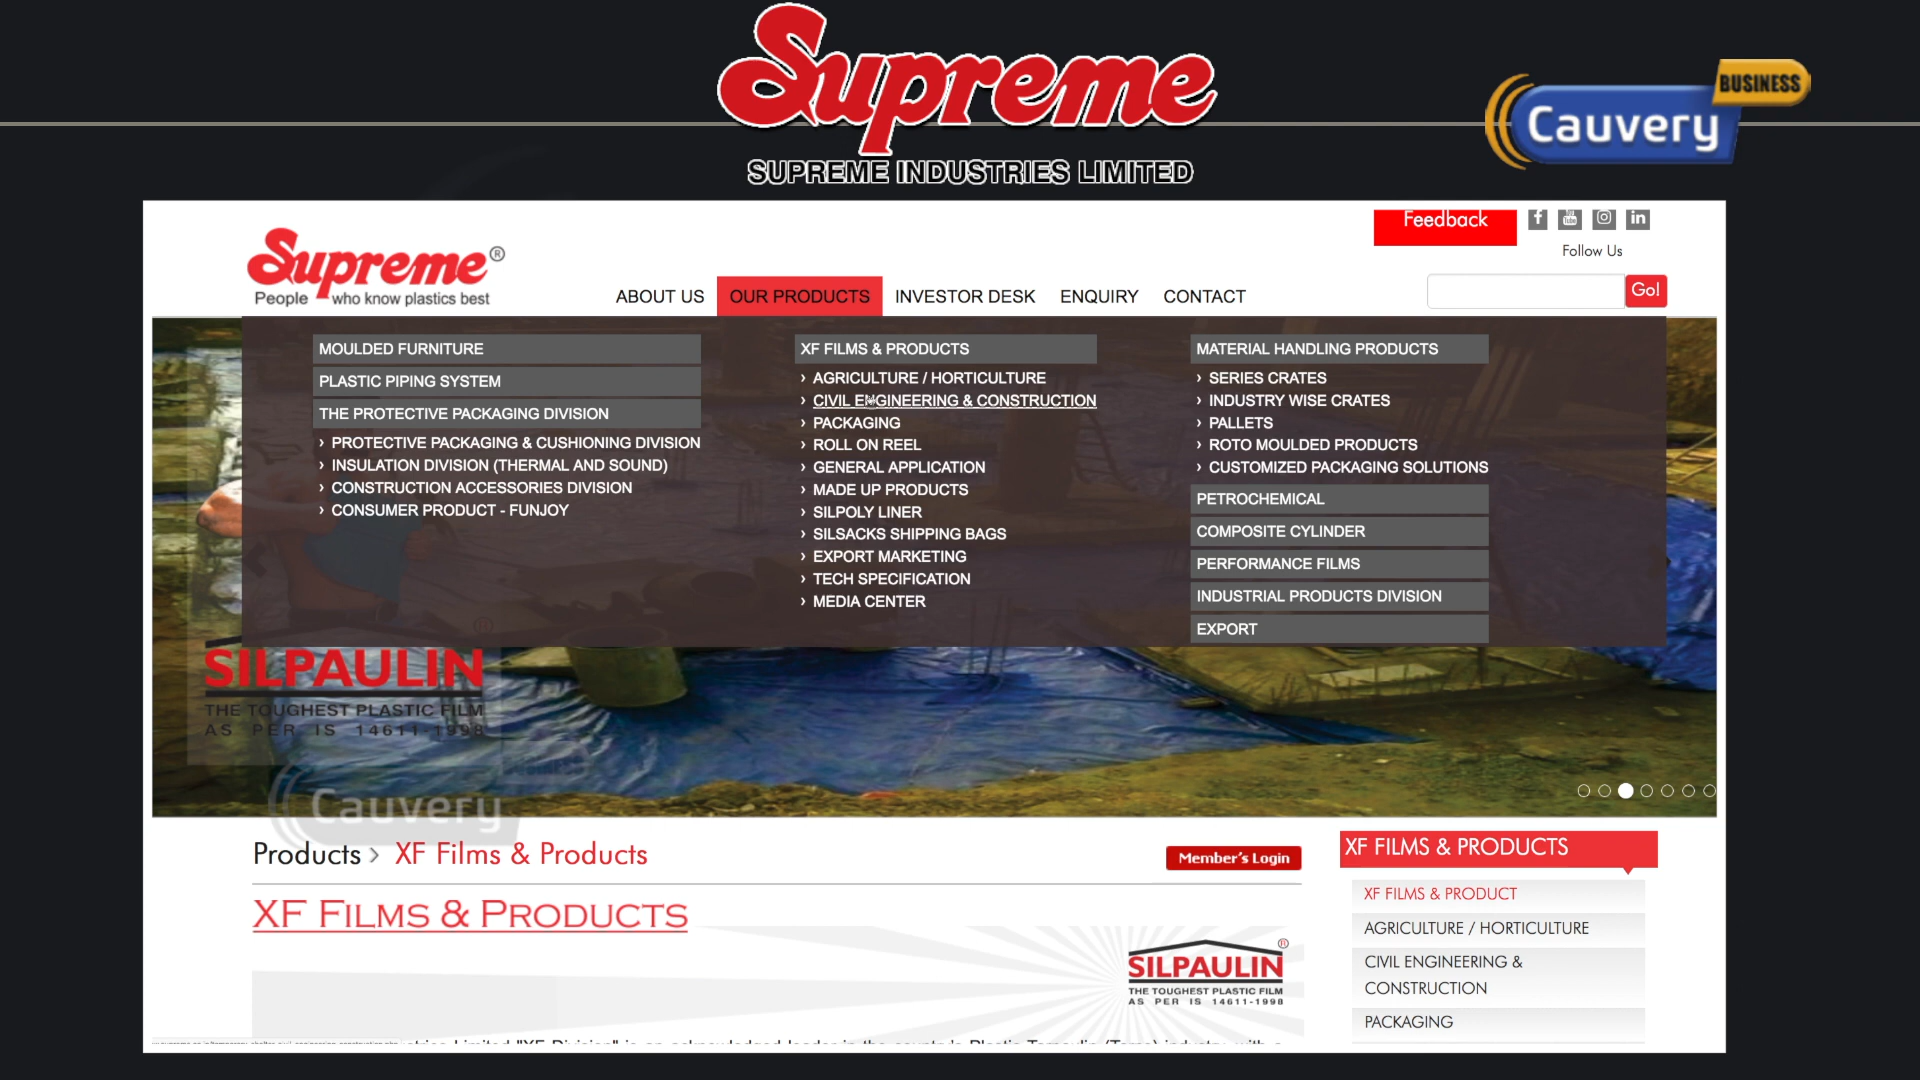 Supreme
SUPREME INDUSTRIES LIMITED
BUSINESS
Cauvery
Supreme®
People who know plastics best
Feedback
Follow Us
ABOUT US
OUR PRODUCTS
INVESTOR DESK
ENQUIRY
CONTACT
Go!
MOULDED FURNITURE
PLASTIC PIPING SYSTEM
THE PROTECTIVE PACKAGING DIVISION
› PROTECTIVE PACKAGING & CUSHIONING DIVISION
› INSULATION DIVISION (THERMAL AND SOUND)
› CONSTRUCTION ACCESSORIES DIVISION
› CONSUMER PRODUCT - FUNJOY
XF FILMS & PRODUCTS
› AGRICULTURE / HORTICULTURE
› CIVIL ENGINEERING & CONSTRUCTION
› PACKAGING
› ROLL ON REEL
› GENERAL APPLICATION
› MADE UP PRODUCTS
› SILPOLY LINER
› SILSACKS SHIPPING BAGS
› EXPORT MARKETING
› TECH SPECIFICATION
› MEDIA CENTER
MATERIAL HANDLING PRODUCTS
› SERIES CRATES
› INDUSTRY WISE CRATES
› PALLETS
› ROTO MOULDED PRODUCTS
› CUSTOMIZED PACKAGING SOLUTIONS
PETROCHEMICAL
COMPOSITE CYLINDER
PERFORMANCE FILMS
INDUSTRIAL PRODUCTS DIVISION
EXPORT
SILPAULIN®
THE TOUGHEST PLASTIC FILM
AS PER IS 14611-1998
BUSINESS
Cauvery
Products › XF Films & Products
Member's Login
XF FILMS & PRODUCTS
SILPAULIN®
THE TOUGHEST PLASTIC FILM
AS PER IS 14611-1998
XF FILMS & PRODUCTS
XF FILMS & PRODUCT
AGRICULTURE / HORTICULTURE
CIVIL ENGINEERING &
CONSTRUCTION
PACKAGING